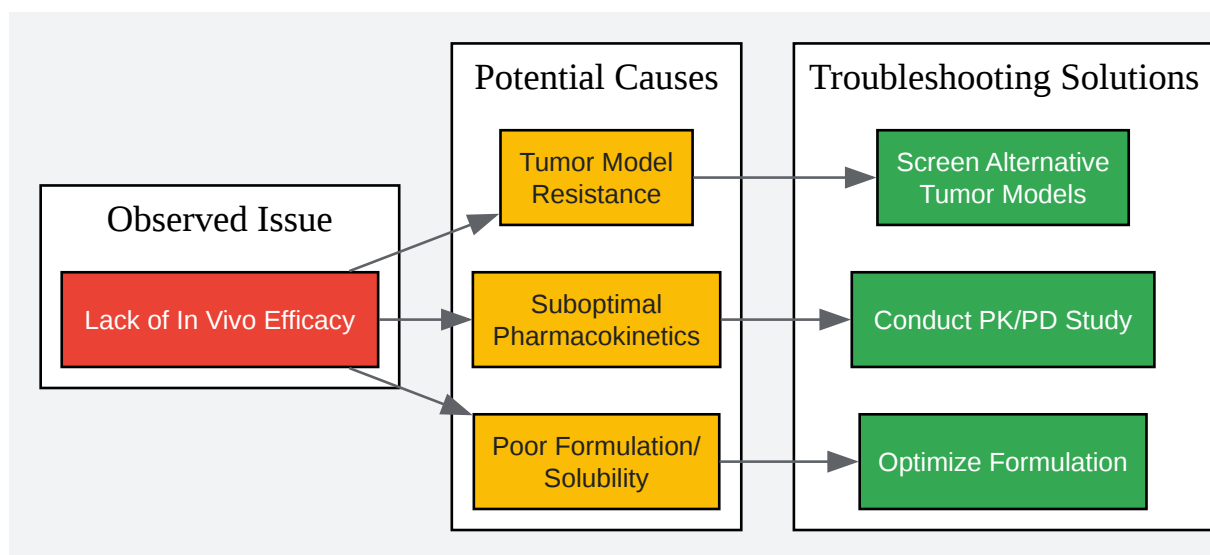 Observed Issue
Lack of In Vivo Efficacy
Potential Causes
Tumor Model
Resistance
Suboptimal
Pharmacokinetics
Poor Formulation/
Solubility
Troubleshooting Solutions
Screen Alternative
Tumor Models
Conduct PK/PD Study
Optimize Formulation